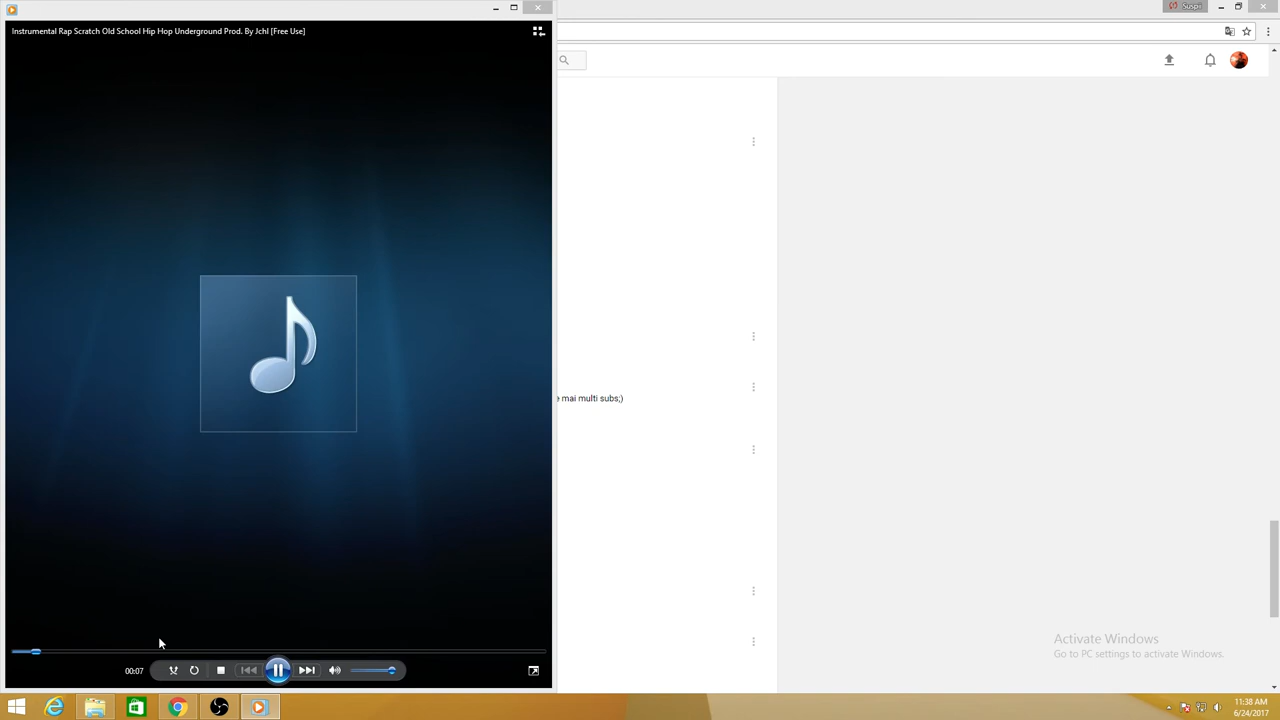 Instrumental Rap Scratch Old School Hip Hop Underground Prod. By Jchl [Free Use]
Suspii
e mai multi subs;)
Activate Windows
Go to PC settings to activate Windows.
00:07
11:38 AM
6/24/2017